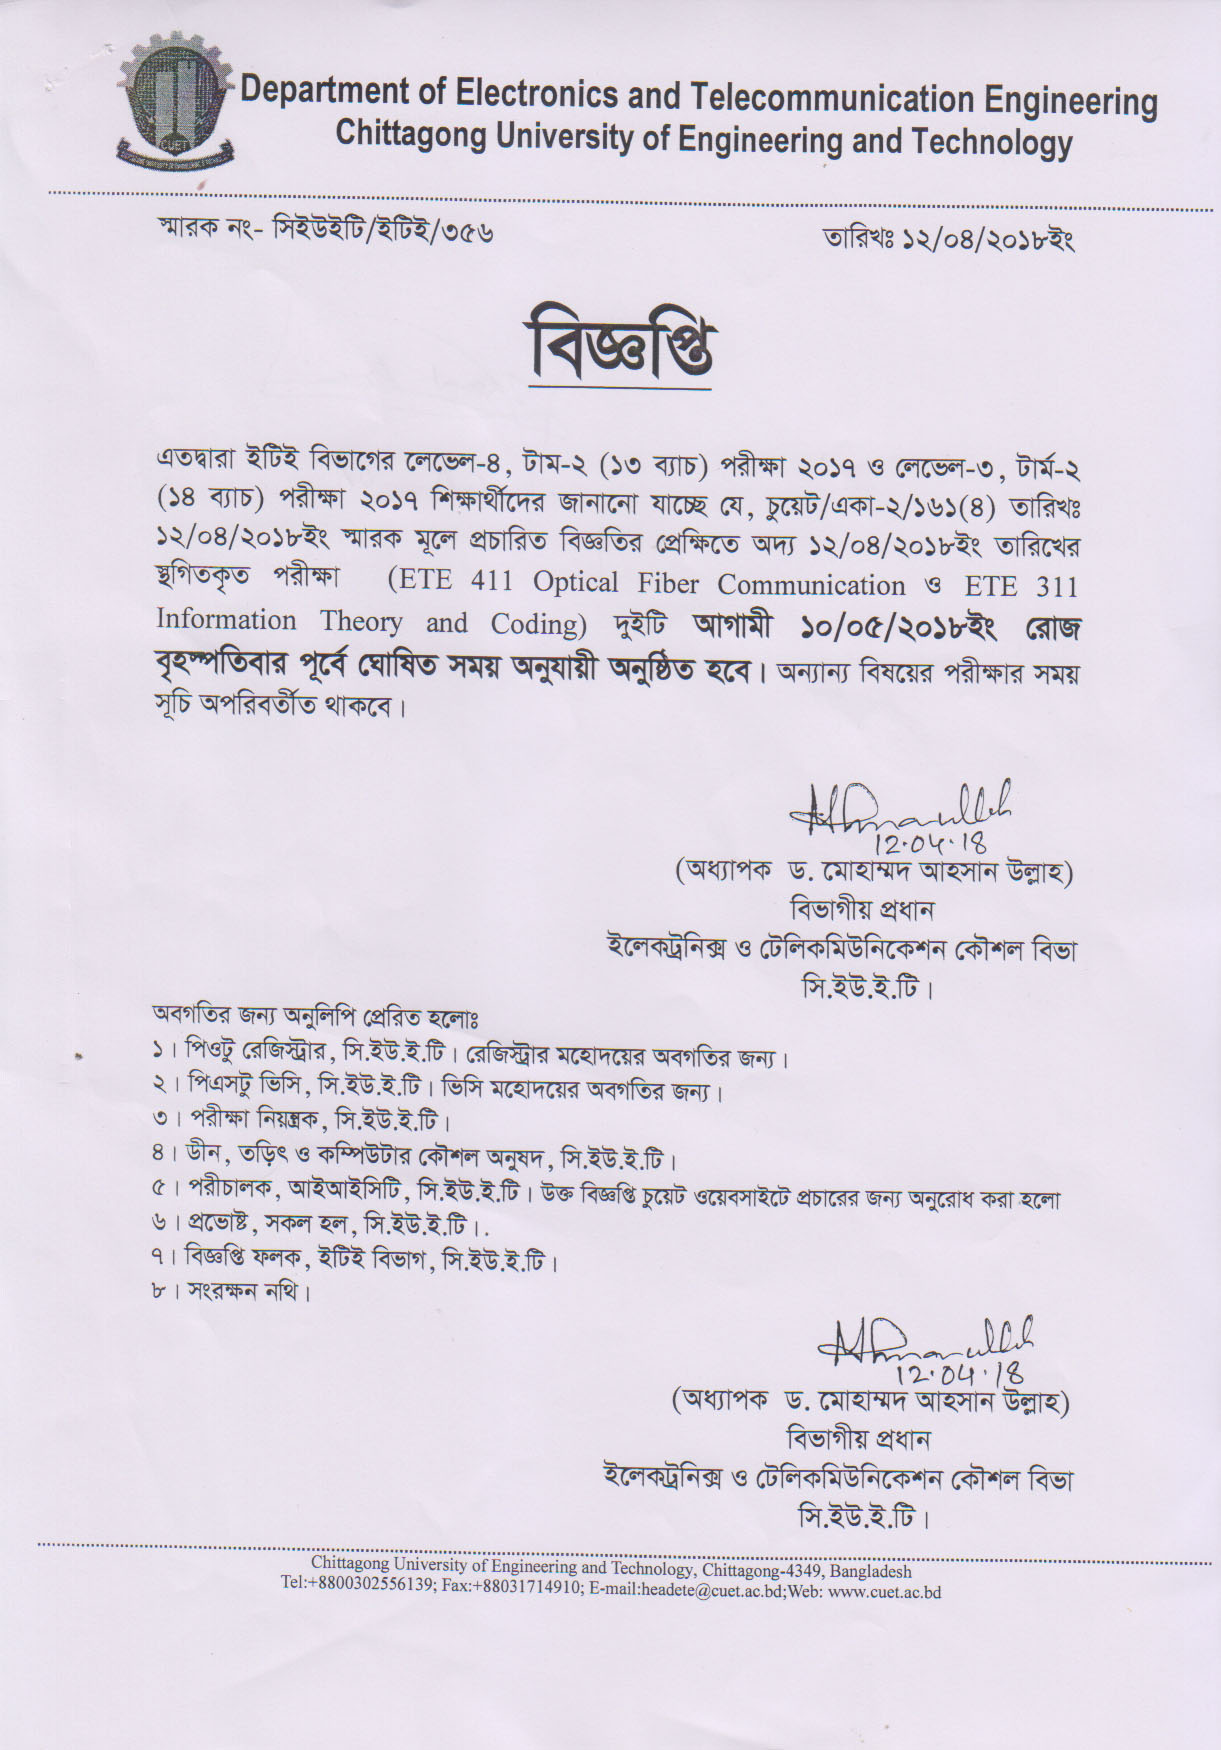 Department of Electronics and Telecommunication Engineering
Chittagong University of Engineering and Technology
স্মারক নং- সিইউইটি/ইটিই/৩৫৬
তারিখঃ ১২/০৪/২০১৮ইং
বিজ্ঞপ্তি
এতদ্বারা ইটিই বিভাগের লেভেল-৪, টাম-২ (১৩ ব্যাচ) পরীক্ষা ২০১৭ ও লেভেল-৩, টার্ম-২
(১৪ ব্যাচ) পরীক্ষা ২০১৭ শিক্ষার্থীদের জানানো যাচ্ছে যে, চুয়েট/একা-২/১৬১(৪) তারিখঃ
১২/০৪/২০১৮ইং স্মারক মূলে প্রচারিত বিজ্ঞতির প্রেক্ষিতে অদ্য ১২/০৪/২০১৮ইং তারিখের
স্থগিতকৃত পরীক্ষা (ETE 411 Optical Fiber Communication ও ETE 311
Information Theory and Coding) দুইটি আগামী ১০/০৫/২০১৮ইং রোজ
বৃহস্পতিবার পূর্বে ঘোষিত সময় অনুযায়ী অনুষ্ঠিত হবে। অন্যান্য বিষয়ের পরীক্ষার সময়
সূচি অপরিবর্তীত থাকবে।
12.04.18
(অধ্যাপক ড. মোহাম্মদ আহসান উল্লাহ)
বিভাগীয় প্রধান
ইলেকট্রনিক্স ও টেলিকমিউনিকেশন কৌশল বিভা
সি.ইউ.ই.টি।
অবগতির জন্য অনুলিপি প্রেরিত হলোঃ
১। পিওটু রেজিস্ট্রার, সি.ইউ.ই.টি। রেজিস্ট্রার মহোদয়ের অবগতির জন্য।
২। পিএসটু ভিসি, সি.ইউ.ই.টি। ভিসি মহোদয়ের অবগতির জন্য।
৩। পরীক্ষা নিয়ন্ত্রক, সি.ইউ.ই.টি।
৪। ডীন, তড়িৎ ও কম্পিউটার কৌশল অনুষদ, সি.ইউ.ই.টি।
৫। পরীচালক, আইআইসিটি, সি.ইউ.ই.টি। উক্ত বিজ্ঞপ্তি চুয়েট ওয়েবসাইটে প্রচারের জন্য অনুরোধ করা হলো
৬। প্রভোষ্ট, সকল হল, সি.ইউ.ই.টি।.
৭। বিজ্ঞপ্তি ফলক, ইটিই বিভাগ, সি.ইউ.ই.টি।
৮। সংরক্ষন নথি।
12.04.18
(অধ্যাপক ড. মোহাম্মদ আহসান উল্লাহ)
বিভাগীয় প্রধান
ইলেকট্রনিক্স ও টেলিকমিউনিকেশন কৌশল বিভা
সি.ইউ.ই.টি।
Chittagong University of Engineering and Technology, Chittagong-4349, Bangladesh
Tel:+8800302556139; Fax:+88031714910; E-mail:headete@cuet.ac.bd;Web: www.cuet.ac.bd